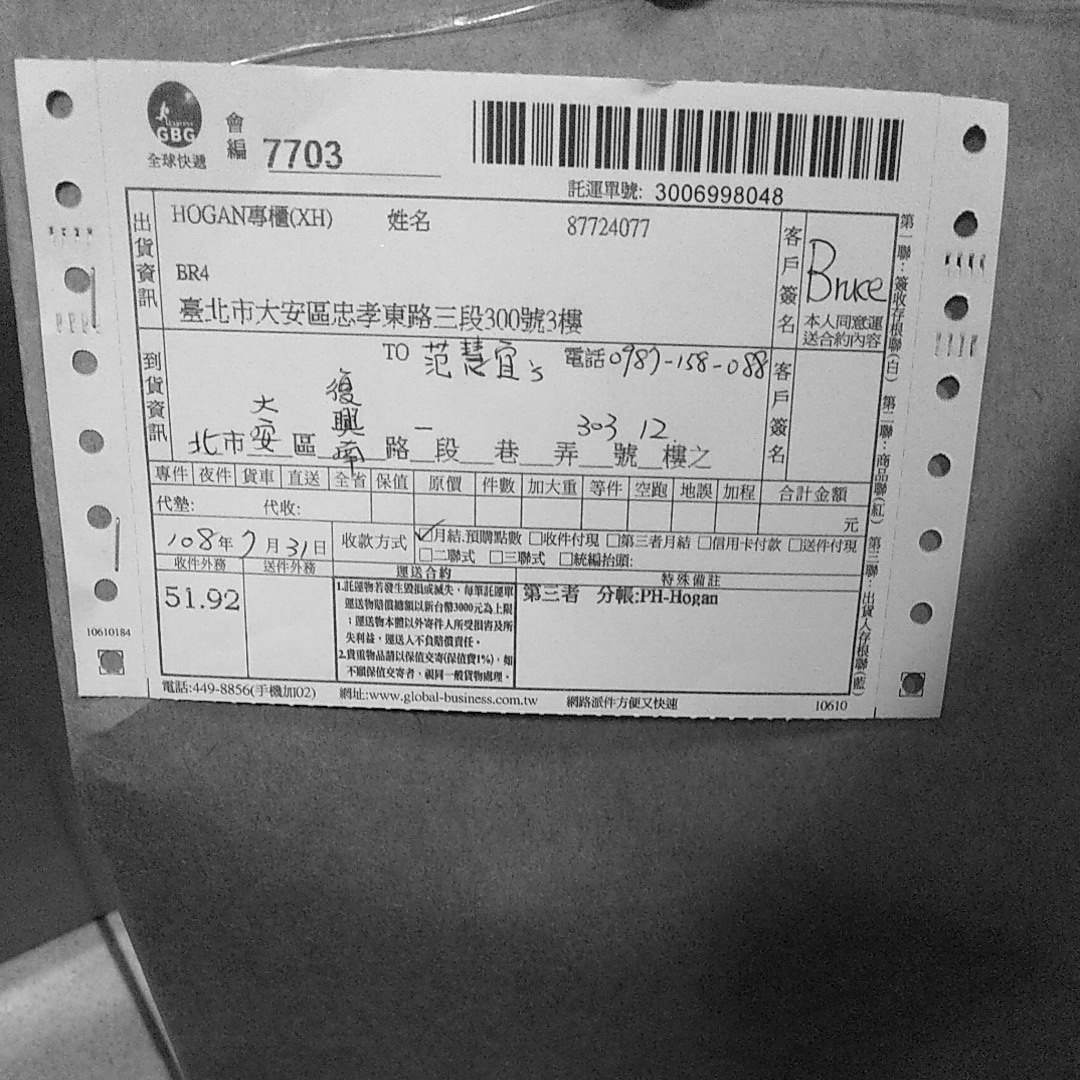 express
GBG
全球快遞
會編 7703
託運單號: 3006998048
出貨資訊
HOGAN專櫃(XH) 姓名 87724077
BR4
臺北市大安區忠孝東路三段300號3樓
客戶簽名
Bruce
本人同意運
送合約內容
到貨資訊
TO 范慧宜 電話0987-158-088
北市大安區復興南路一段__巷__弄303號12樓之
客戶簽名
專件 夜件 貨車 直送 全省 保值 原價 件數 加大重 等件 空跑 地誤 加程 合計金額
代墊: 代收: 元
108年7月31日 收款方式 ☑月結.預購點數 □收件付現 □第三者月結 □信用卡付款 □送件付現
□二聯式 □三聯式 □統編抬頭:
收件外務 送件外務 運送合約 特殊備註
51.92
1.託運物若發生毀損或滅失，每筆託運單
運送物賠償總額以新台幣3000元為上限
；運送物本體以外寄件人所受損害及所
失利益，運送人不負賠償責任。
2.貴重物品請以保值交寄(保值費1%)，如
不願保值交寄者，視同一般貨物處理。
第三者 分帳:PH-Hogan
電話:449-8856(手機加02) 網址:www.global-business.com.tw 網路派件方便又快速 10610
10610184
第一聯：簽收存根聯(白) 第二聯：商品聯(紅) 第三聯：出貨人存根聯(藍)